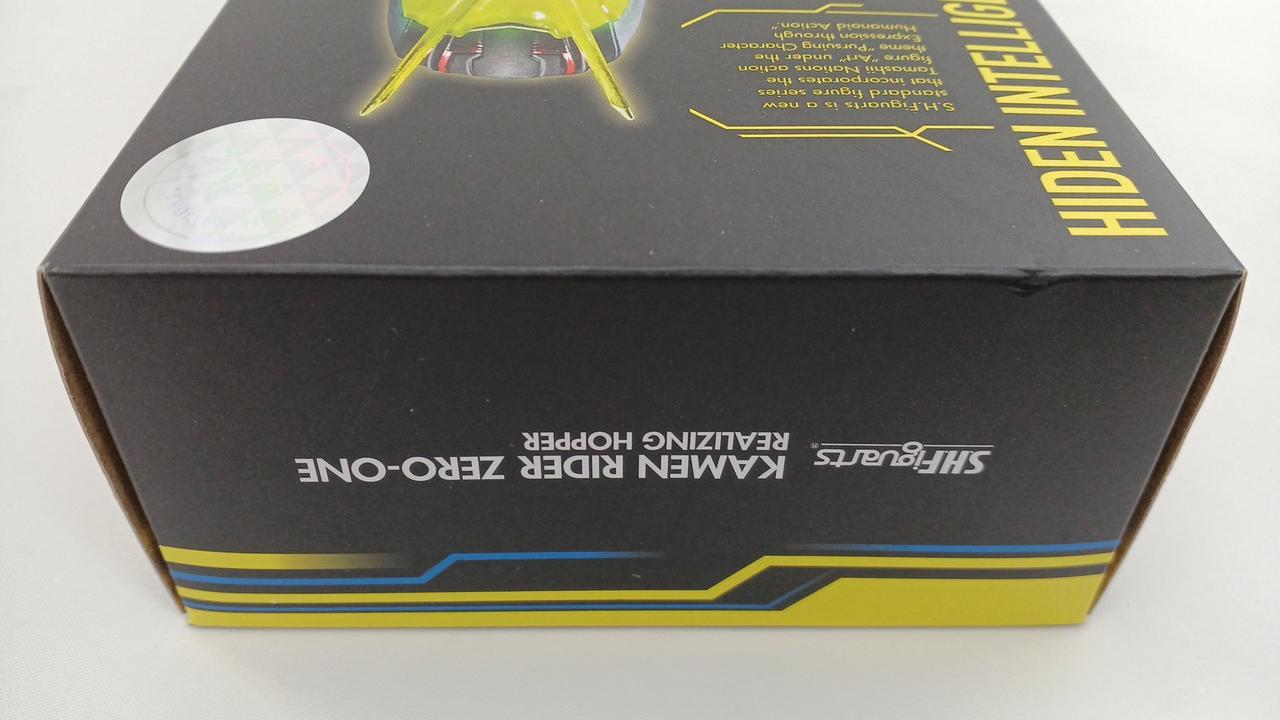 HIDEN INTELLIG
S.H.Figuarts is a new
standard figure series
that incorporates the
Tamashii Nations action
figure "Art" under the
theme "Pursuing Character
Expression through
Humanoid Action."
S.H.Figuarts®
KAMEN RIDER ZERO-ONE
REALIZING HOPPER